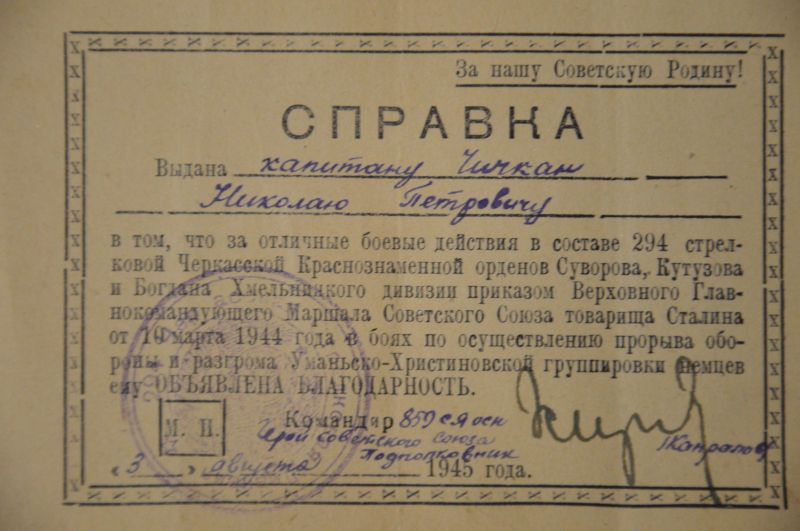 За нашу Советскую Родину!
СПРАВКА
Выдана капитану Чичкан
Николаю Петровичу
в том, что за отличные боевые действия в составе 294 стрел-
ковой Черкасской Краснознаменной орденов Суворова, Кутузова
и Богдана Хмельницкого дивизии приказом Верховного Глав-
нокомандующего Маршала Советского Союза товарища Сталина
от 10 марта 1944 года в боях по осуществлению прорыва обо-
роны и разгрома Уманьско-Христиновской группировки немцев
ему ОБЪЯВЛЕНА БЛАГОДАРНОСТЬ.
М. П.
Командир 859
Герой Советского Союза
Подполковник
/Капралов/
«3» августа 1945 года.